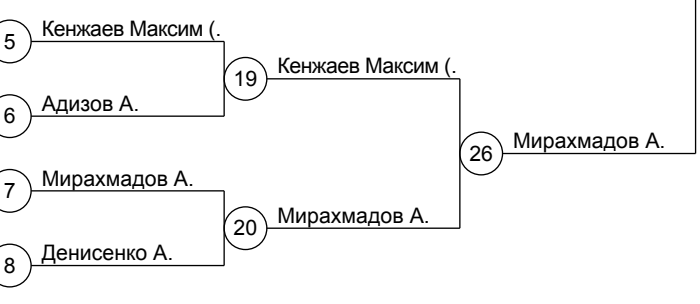 5 Кенжаев Максим (.
19 Кенжаев Максим (.
6 Адизов А.
26 Мирахмадов А.
7 Мирахмадов А.
20 Мирахмадов А.
8 Денисенко А.